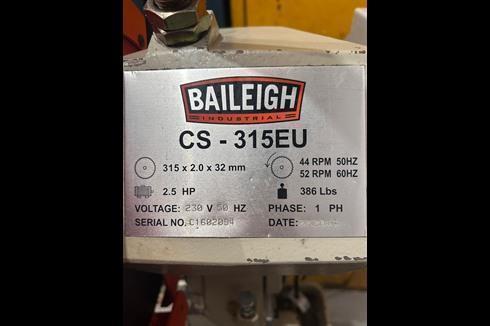 BAILEIGH
INDUSTRIAL
CS - 315EU
315 x 2.0 x 32 mm
44 RPM 50HZ
52 RPM 60HZ
2.5 HP
386 Lbs
VOLTAGE: 230 V 50 HZ
PHASE: 1 PH
SERIAL NO. C1602094
DATE: